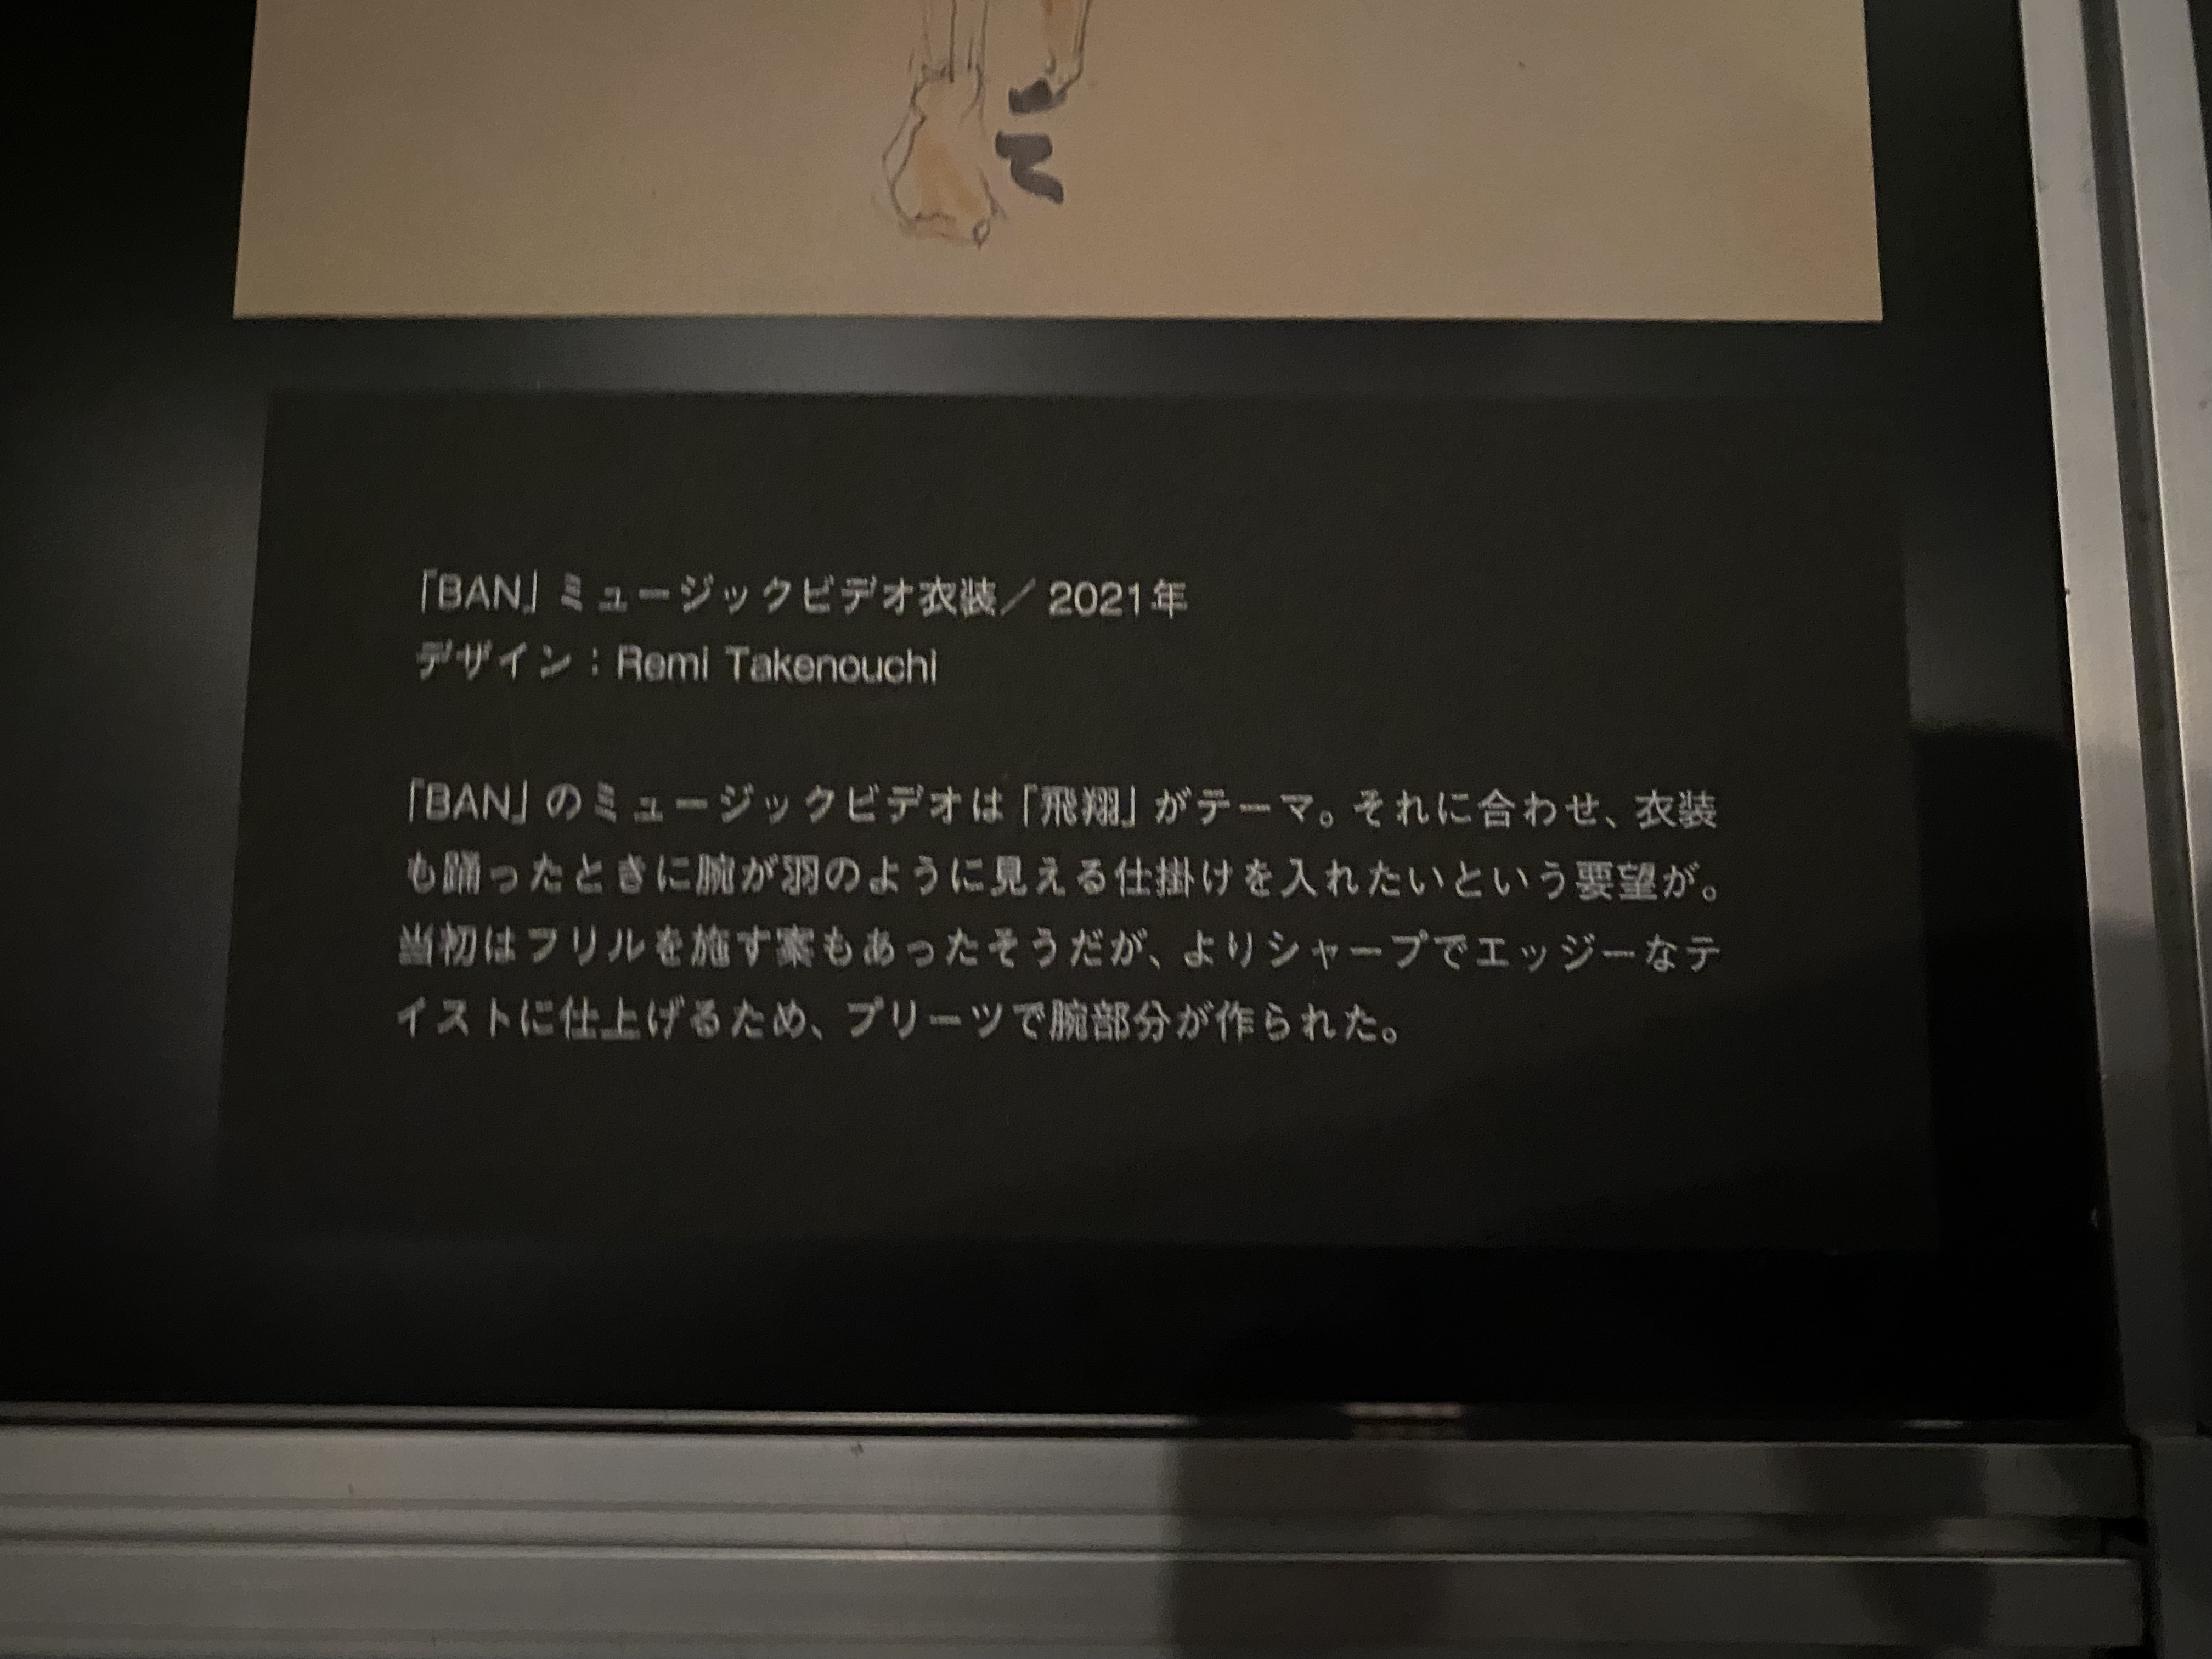 「BAN」ミュージックビデオ衣装／2021年
デザイン：Remi Takenouchi
「BAN」のミュージックビデオは「飛翔」がテーマ。それに合わせ、衣装
も踊ったときに腕が羽のように見える仕掛けを入れたいという要望が。
当初はフリルを施す案もあったそうだが、よりシャープでエッジーなテ
イストに仕上げるため、プリーツで腕部分が作られた。